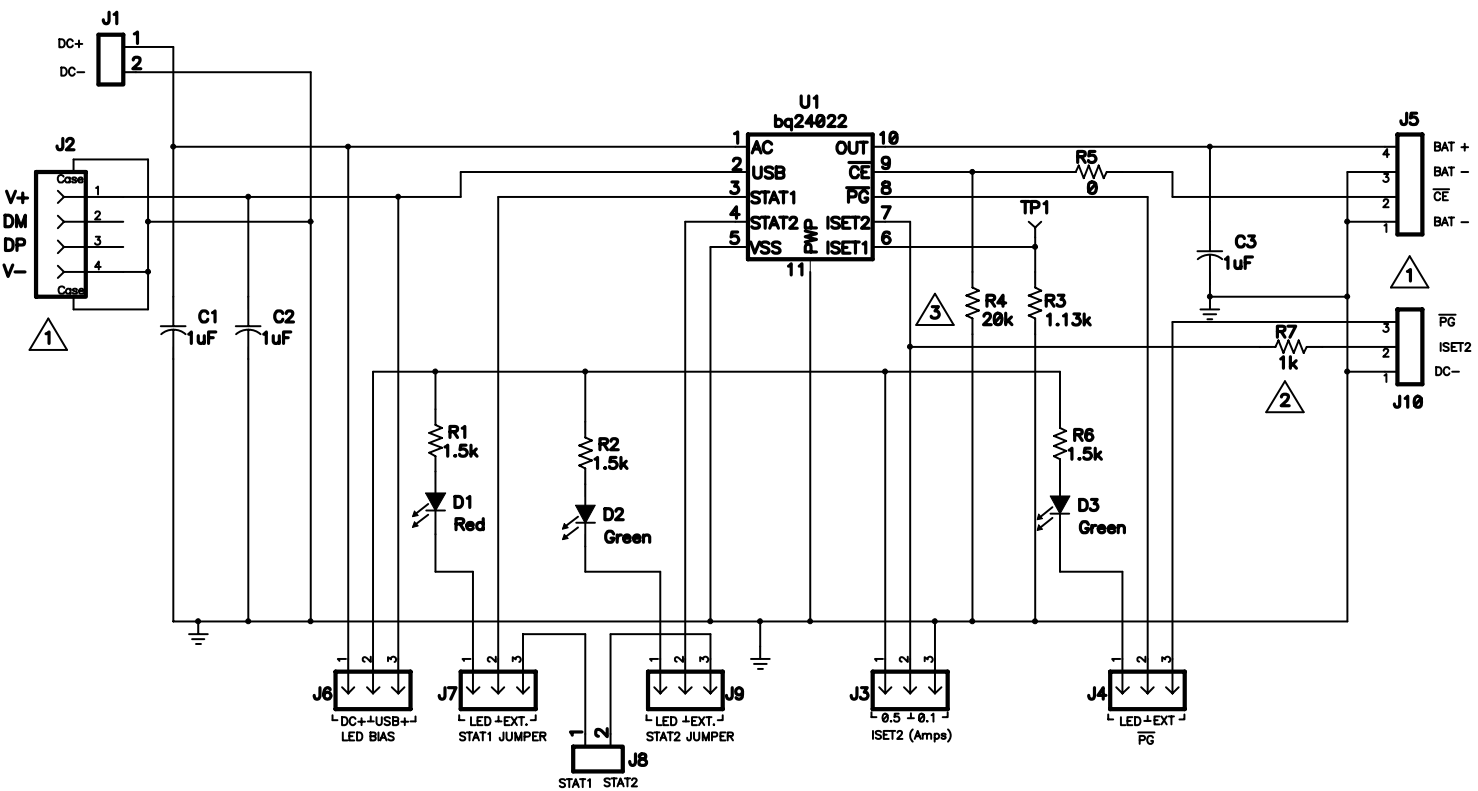 J1
DC+ 1
DC- 2
U1
bq24022
J2
J5
1 AC OUT 10
2 USB CE 9
3 STAT1 PG 8
4 STAT2 ISET2 7
5 VSS PWP ISET1 6
11
R5
0
TP1
4 BAT +
3 BAT -
2 CE
1 BAT -
Case
V+ 1
DM 2
DP 3
V- 4
Case
1
C1
1uF
C2
1uF
C3
1uF
1
3
R4
20k
R3
1.13k
R7
1k
2
3 PG
2 ISET2
1 DC-
J10
R1
1.5k
R2
1.5k
R6
1.5k
D1
Red
D2
Green
D3
Green
1 2 3
J6
DC+ USB+
LED BIAS
1 2 3
J7
LED EXT.
STAT1 JUMPER
1 2 3
J9
LED EXT.
STAT2 JUMPER
1 2
J8
STAT1 STAT2
1 2 3
J3
0.5 0.1
ISET2 (Amps)
1 2 3
J4
LED EXT
PG